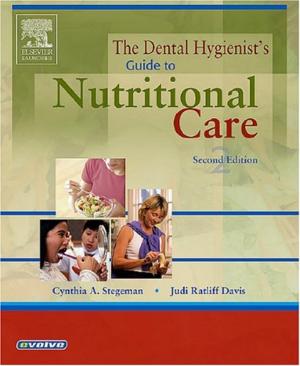 ELSEVIER
SAUNDERS
The Dental Hygienist's
Guide to
Nutritional
Care
2
Second Edition
Cynthia A. Stegeman • Judi Ratliff Davis
evolve